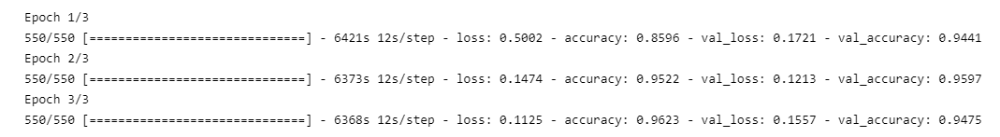 Epoch 1/3
550/550 [==============================] - 6421s 12s/step - loss: 0.5002 - accuracy: 0.8596 - val_loss: 0.1721 - val_accuracy: 0.9441
Epoch 2/3
550/550 [==============================] - 6373s 12s/step - loss: 0.1474 - accuracy: 0.9522 - val_loss: 0.1213 - val_accuracy: 0.9597
Epoch 3/3
550/550 [==============================] - 6368s 12s/step - loss: 0.1125 - accuracy: 0.9623 - val_loss: 0.1557 - val_accuracy: 0.9475